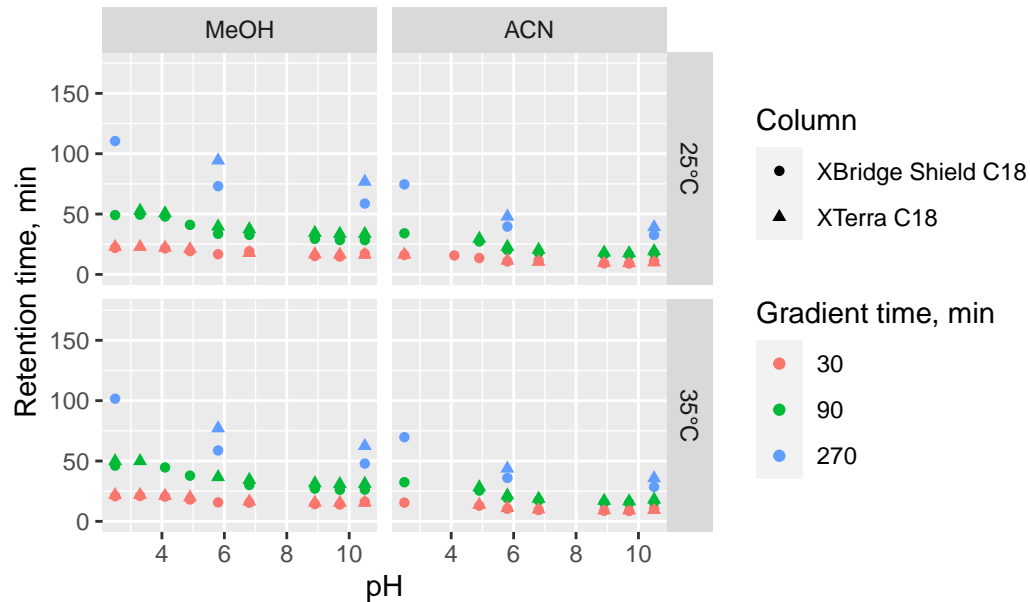 MeOH ACN
150
100
50
0
25°C
150
100
50
0
35°C
4 6 8 10 4 6 8 10
pH
Retention time, min
Column
XBridge Shield C18
XTerra C18
Gradient time, min
30
90
270